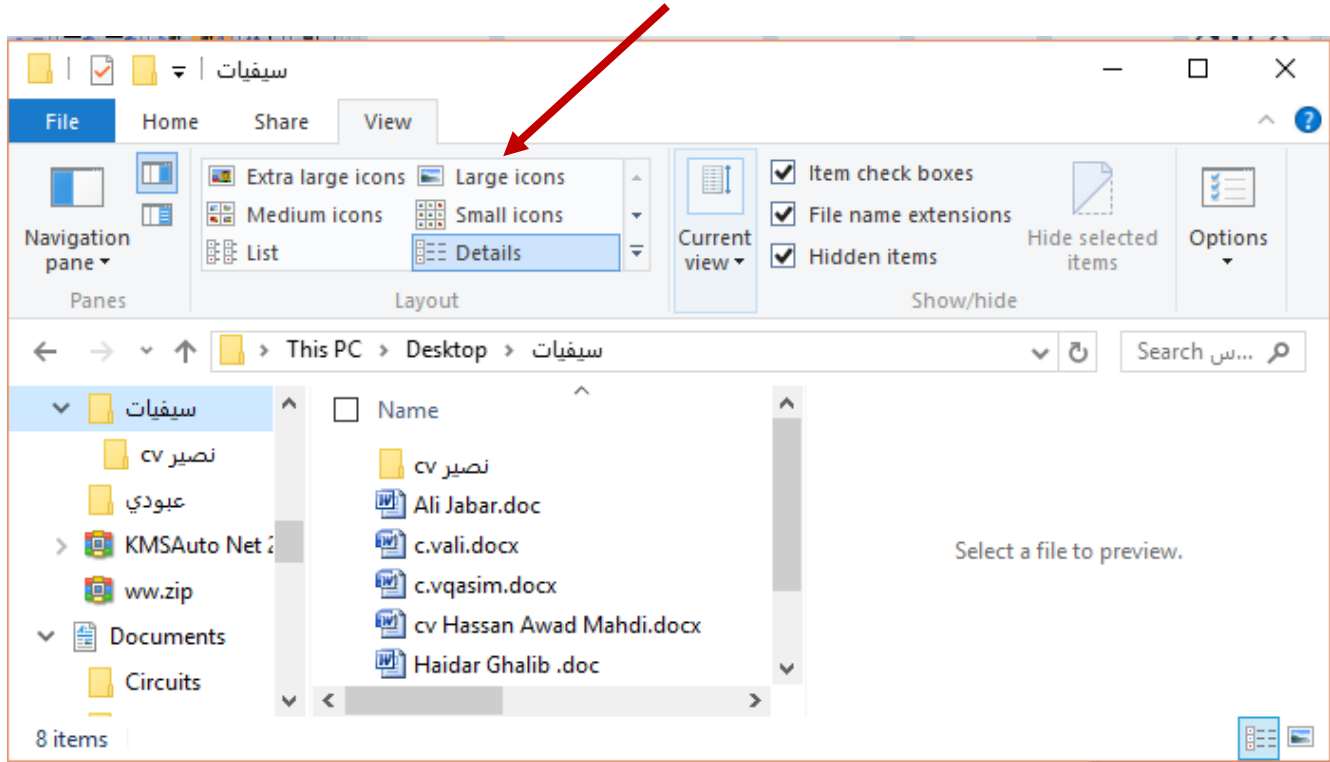 سيفيات
File Home Share View
Extra large icons Large icons
Medium icons Small icons
List Details
Navigation pane
Current view
Item check boxes
File name extensions
Hidden items
Hide selected items
Options
Panes Layout Show/hide
This PC Desktop سيفيات
Search س...
سيفيات
نصير cv
عبودي
KMSAuto Net
ww.zip
Documents
Circuits
Name
نصير cv
Ali Jabar.doc
c.vali.docx
c.vqasim.docx
cv Hassan Awad Mahdi.docx
Haidar Ghalib .doc
Select a file to preview.
8 items